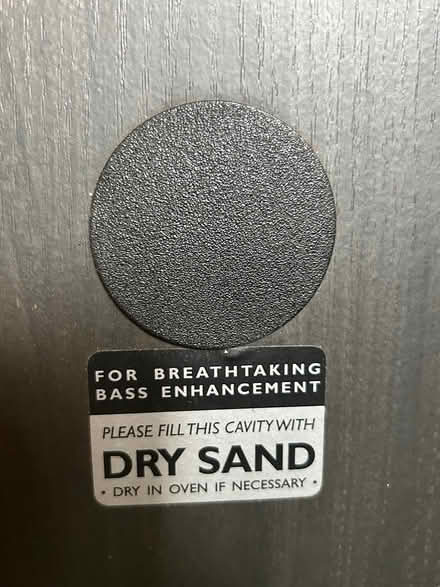 FOR BREATHTAKING
BASS ENHANCEMENT
PLEASE FILL THIS CAVITY WITH
DRY SAND
• DRY IN OVEN IF NECESSARY •